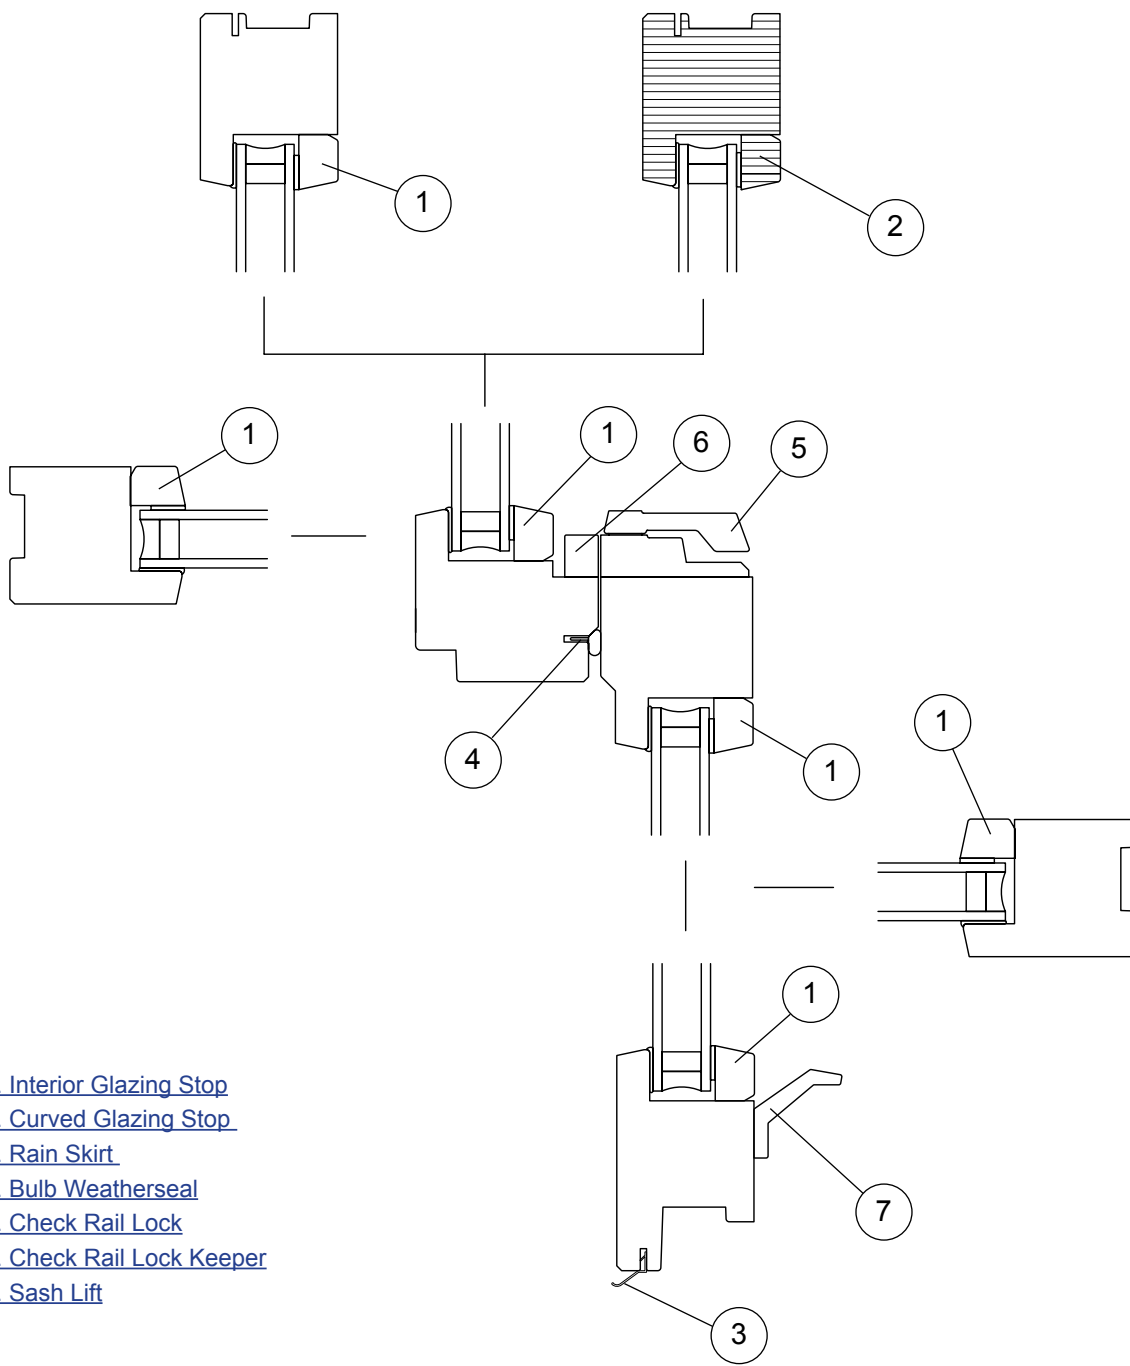 1
2
1
1
6
5
4
1
1
1
7
3
. Interior Glazing Stop
. Curved Glazing Stop
. Rain Skirt
. Bulb Weatherseal
. Check Rail Lock
. Check Rail Lock Keeper
. Sash Lift